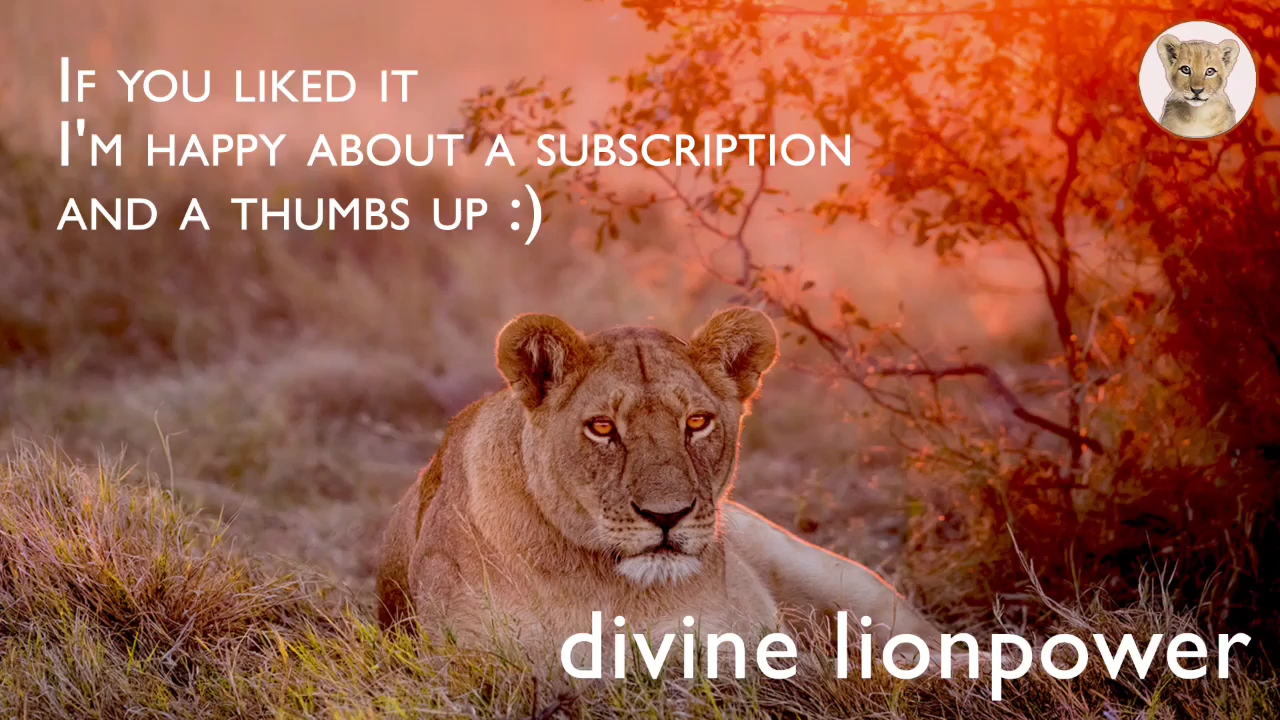 If you liked it
I'm happy about a subscription
and a thumbs up :)
divine lionpower